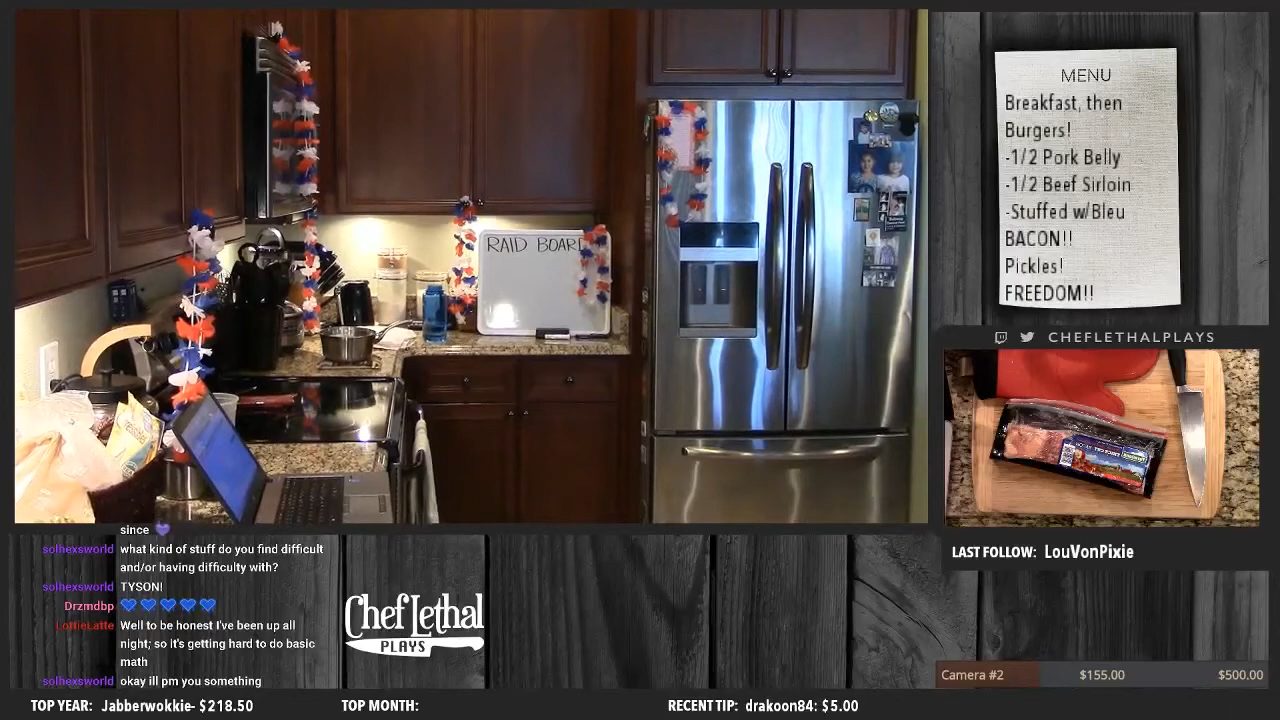 MENU
Breakfast, then
Burgers!
-1/2 Pork Belly
-1/2 Beef Sirloin
-Stuffed w/Bleu
BACON!!
Pickles!
FREEDOM!!
RAID BOARD
CHEFLETHALPLAYS
LAST FOLLOW: LouVonPixie
since
solhexsworld what kind of stuff do you find difficult
and/or having difficulty with?
solhexsworld TYSON!
Drzmdbp
LottieLatte Well to be honest I've been up all
night; so it's getting hard to do basic
math
solhexsworld okay ill pm you something
Chef Lethal
PLAYS
Camera #2 $155.00 $500.00
TOP YEAR: Jabberwokkie- $218.50
TOP MONTH:
RECENT TIP: drakoon84: $5.00